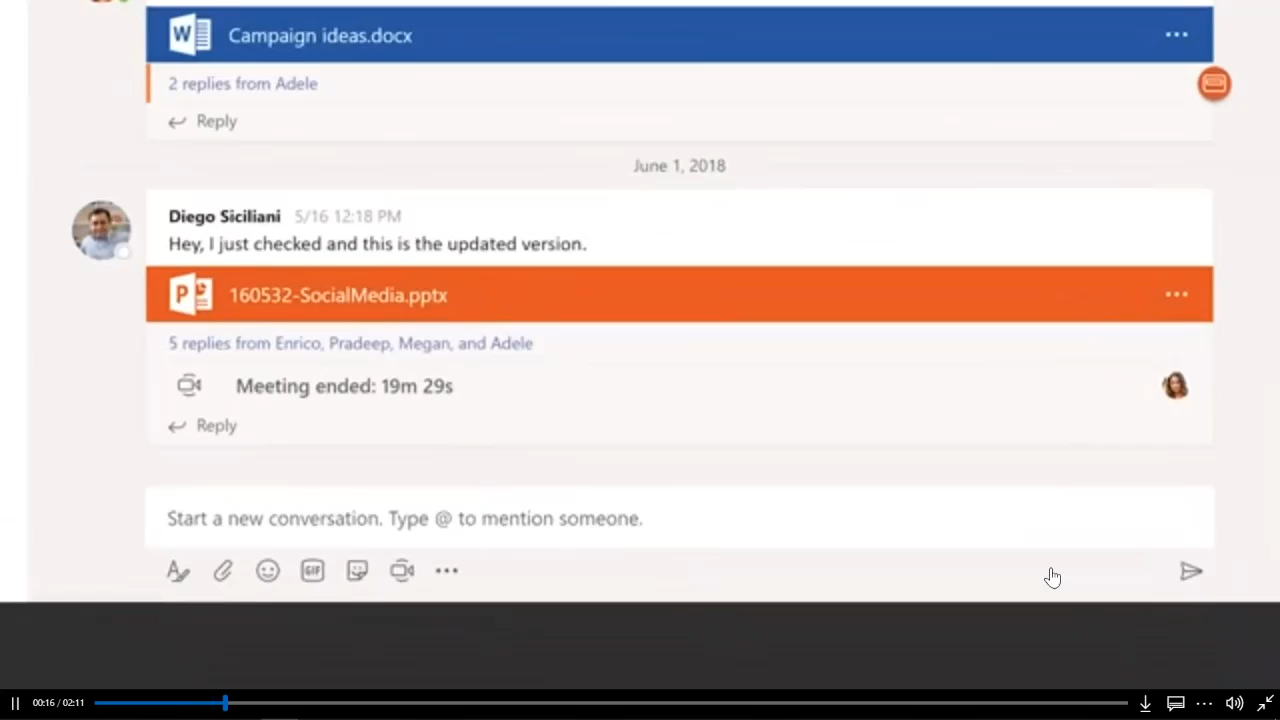 W
Campaign ideas.docx
2 replies from Adele
Reply
June 1, 2018
Diego Siciliani 5/16 12:18 PM
Hey, I just checked and this is the updated version.
P
160532-SocialMedia.pptx
5 replies from Enrico, Pradeep, Megan, and Adele
Meeting ended: 19m 29s
Reply
Start a new conversation. Type @ to mention someone.
GIF
00:16 / 02:11